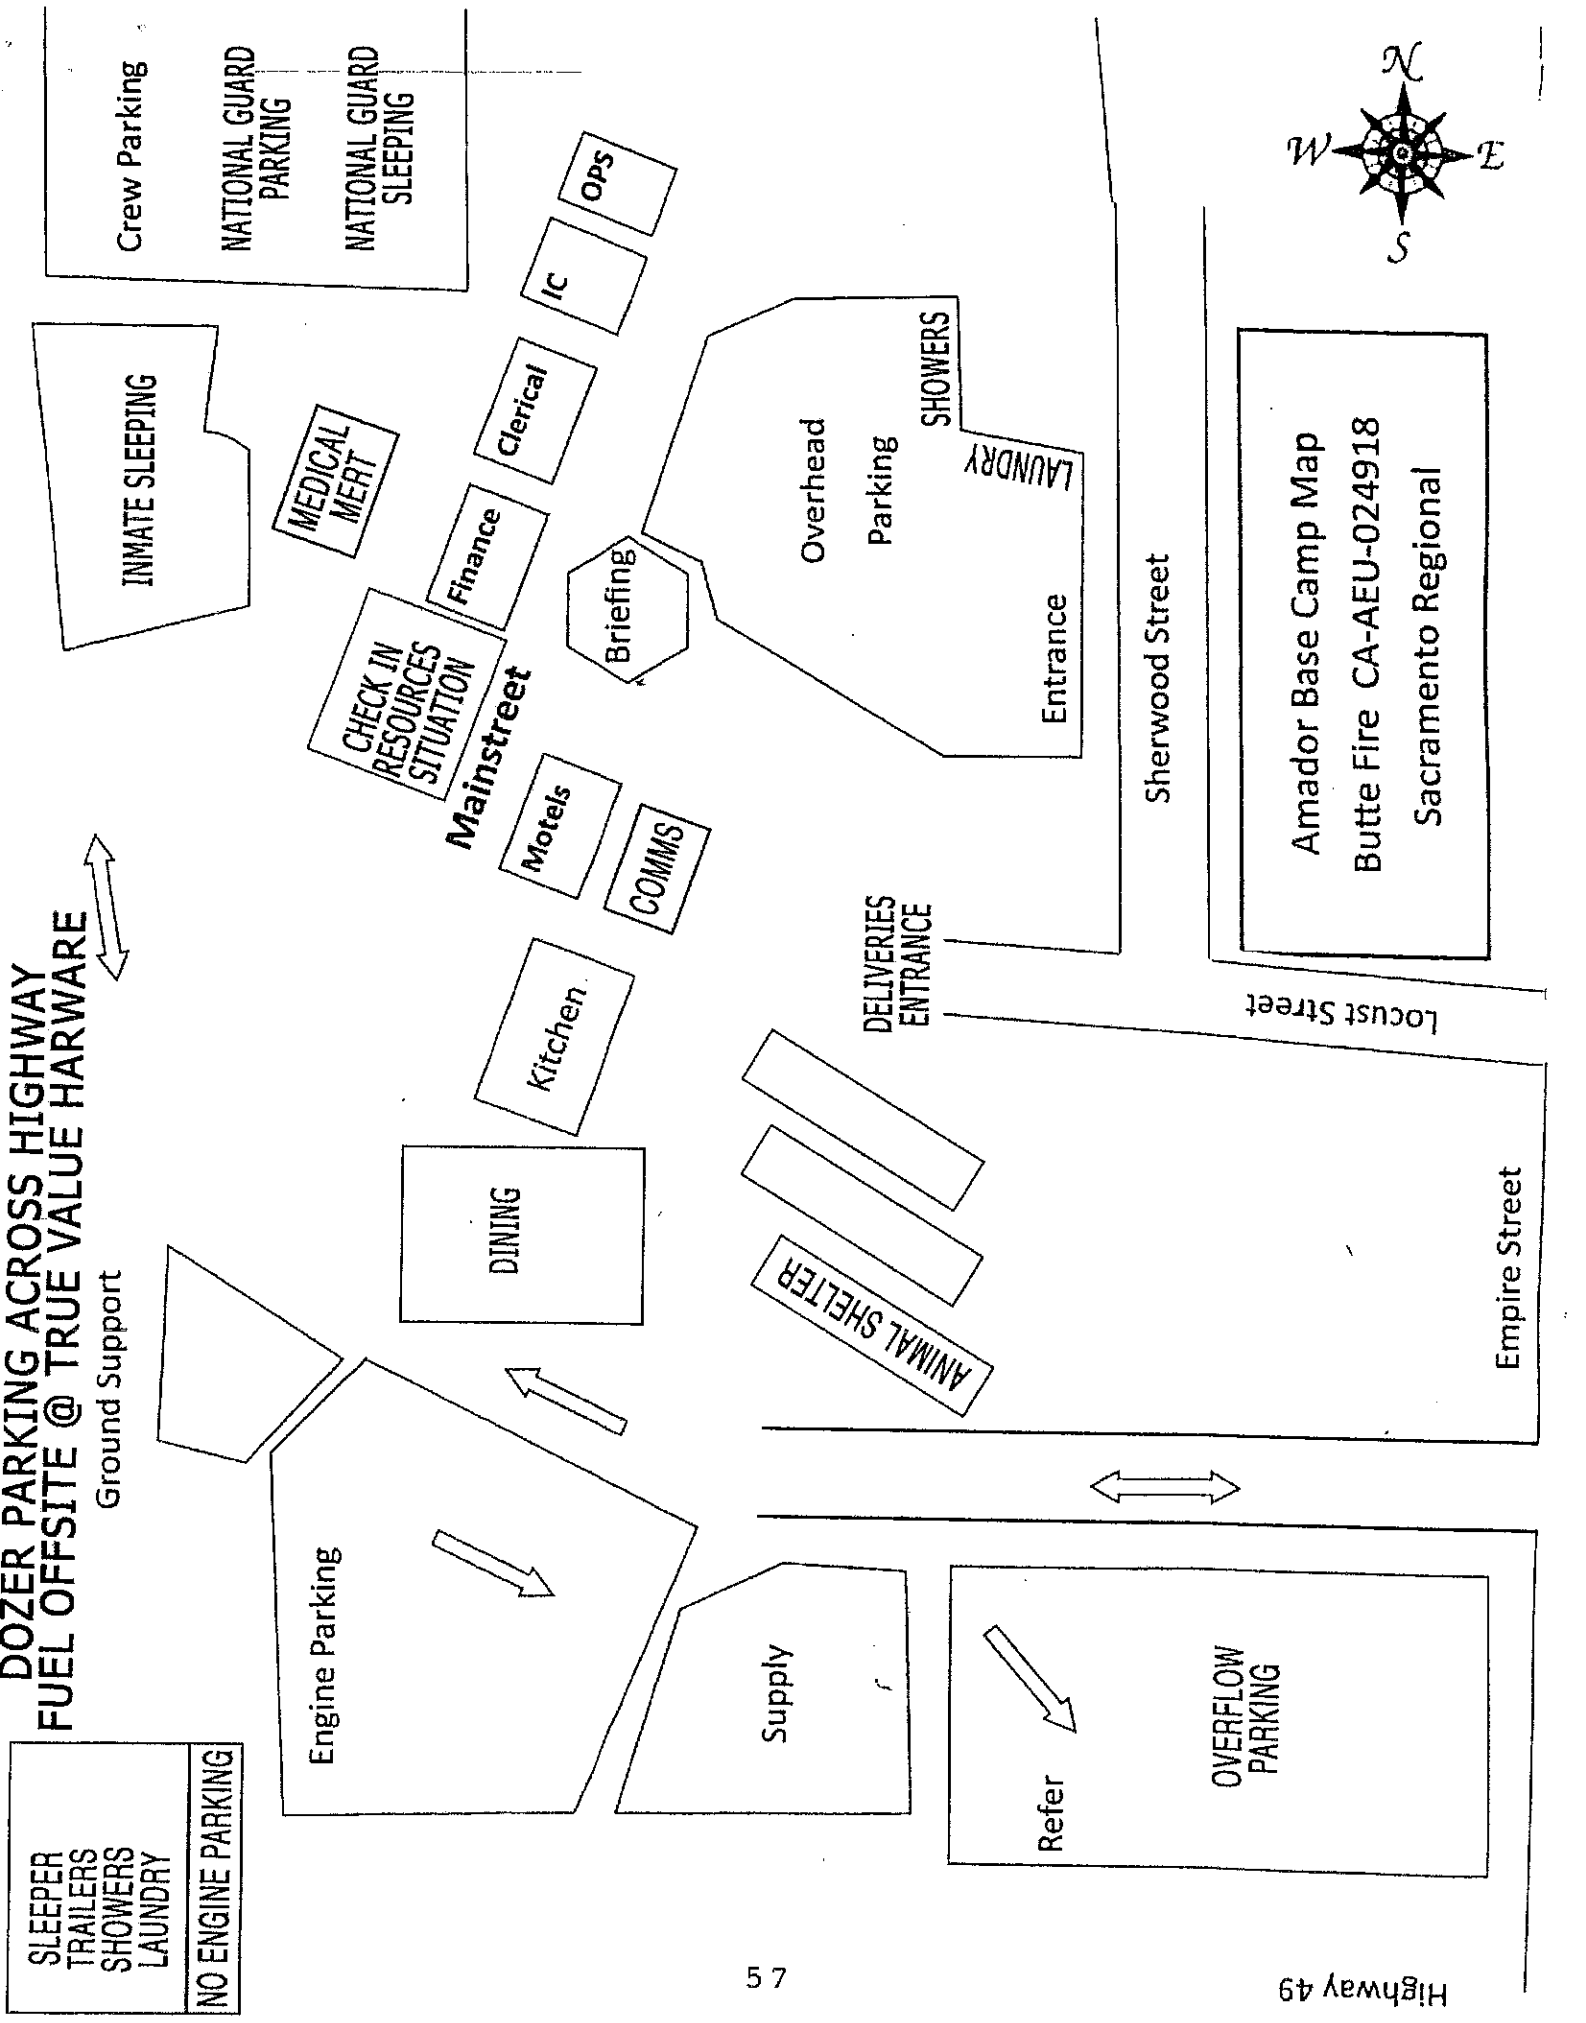 DOZER PARKING ACROSS HIGHWAY
FUEL OFFSITE @ TRUE VALUE HARWARE
SLEEPER
TRAILERS
SHOWERS
LAUNDRY
NO ENGINE PARKING
Ground Support
INMATE SLEEPING
Crew Parking
NATIONAL GUARD
PARKING
NATIONAL GUARD
SLEEPING
Engine Parking
MEDICAL
MERT
CHECK IN
RESOURCES
SITUATION
Finance
Clerical
IC
OPS
Mainstreet
DINING
Kitchen
Motels
COMMS
Briefing
Supply
ANIMAL SHELTER
DELIVERIES
ENTRANCE
Overhead
Parking
SHOWERS
LAUNDRY
Entrance
Refer
OVERFLOW
PARKING
Sherwood Street
Locust Street
Empire Street
Highway 49
Amador Base Camp Map
Butte Fire CA-AEU-024918
Sacramento Regional
N
W
E
S
57